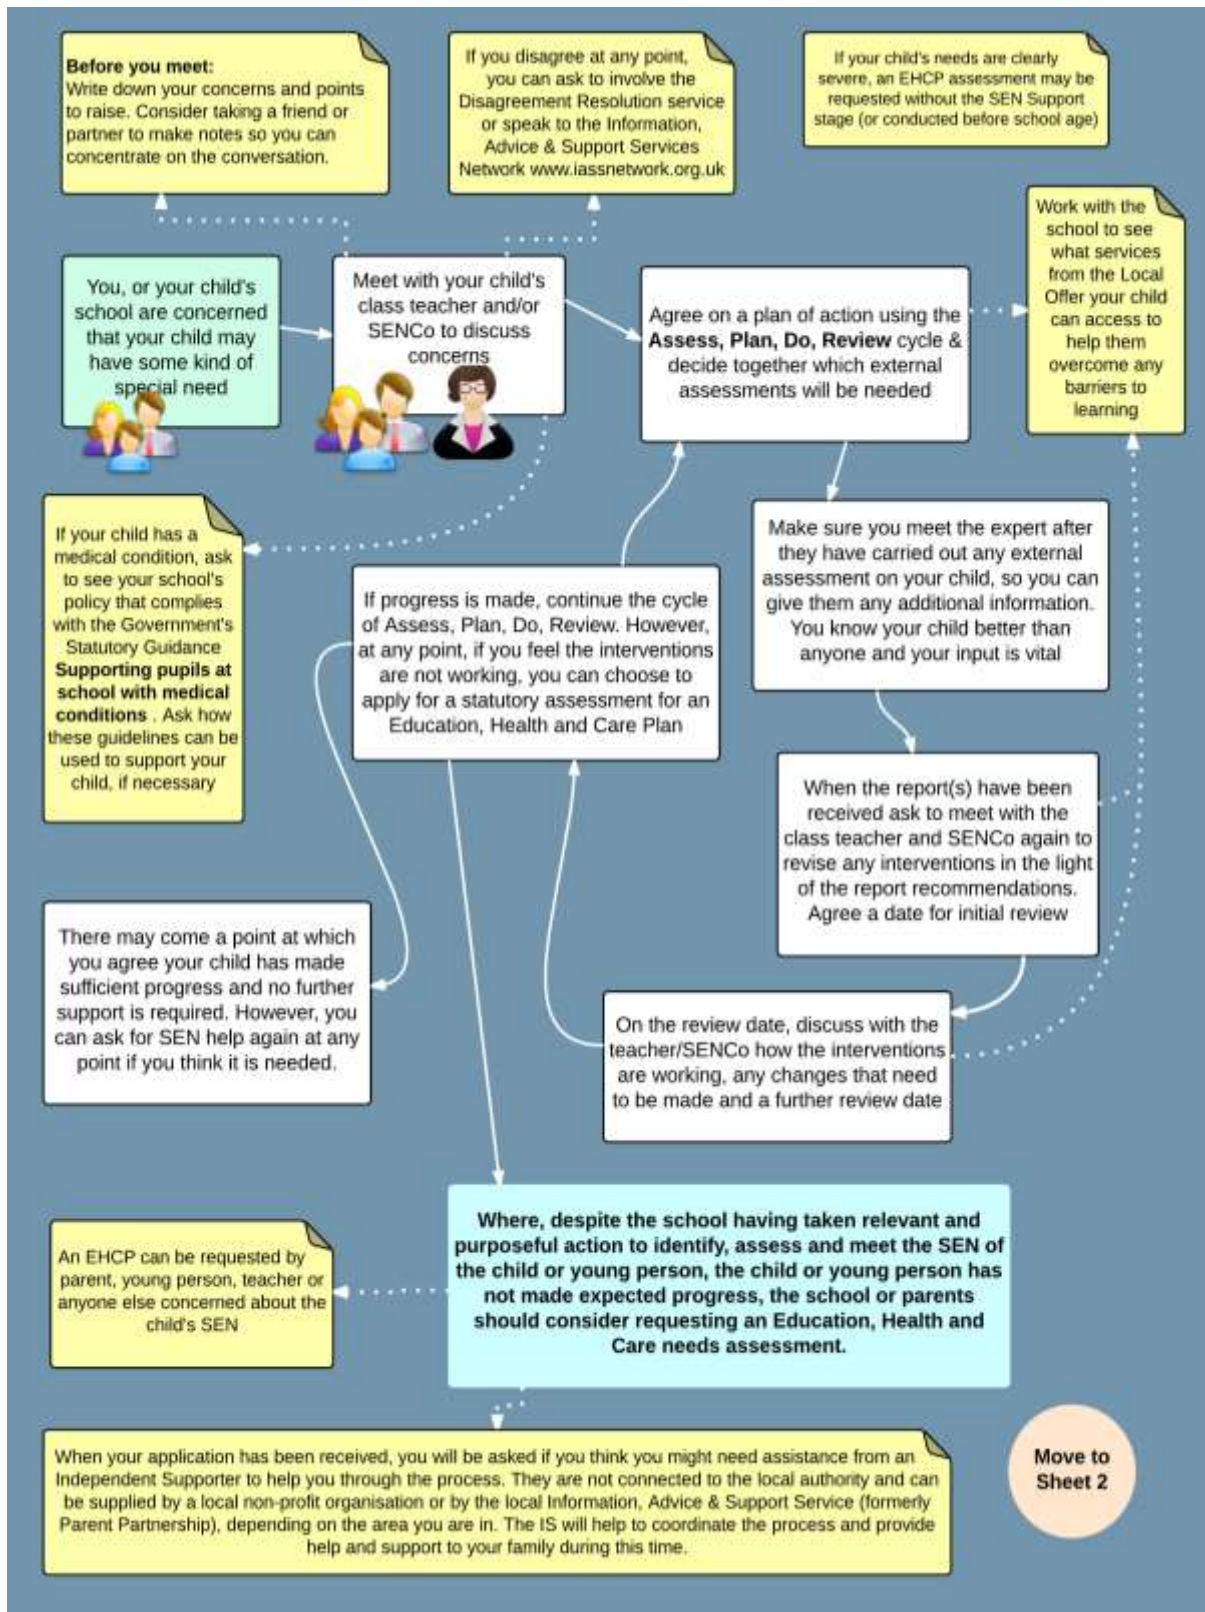 Before you meet:
Write down your concerns and points
to raise. Consider taking a friend or
partner to make notes so you can
concentrate on the conversation.
If you disagree at any point,
you can ask to involve the
Disagreement Resolution service
or speak to the Information,
Advice & Support Services
Network www.iassnetwork.org.uk
If your child's needs are clearly
severe, an EHCP assessment may be
requested without the SEN Support
stage (or conducted before school age)
Work with the
school to see
what services
from the Local
Offer your child
can access to
help them
overcome any
barriers to
learning
You, or your child's
school are concerned
that your child may
have some kind of
special need
Meet with your child's
class teacher and/or
SENCo to discuss
concerns
Agree on a plan of action using the
Assess, Plan, Do, Review cycle &
decide together which external
assessments will be needed
If your child has a
medical condition, ask
to see your school's
policy that complies
with the Government's
Statutory Guidance
Supporting pupils at
school with medical
conditions . Ask how
these guidelines can be
used to support your
child, if necessary
If progress is made, continue the cycle
of Assess, Plan, Do, Review. However,
at any point, if you feel the interventions
are not working, you can choose to
apply for a statutory assessment for an
Education, Health and Care Plan
Make sure you meet the expert after
they have carried out any external
assessment on your child, so you can
give them any additional information.
You know your child better than
anyone and your input is vital
When the report(s) have been
received ask to meet with the
class teacher and SENCo again to
revise any interventions in the light
of the report recommendations.
Agree a date for initial review
There may come a point at which
you agree your child has made
sufficient progress and no further
support is required. However, you
can ask for SEN help again at any
point if you think it is needed.
On the review date, discuss with the
teacher/SENCo how the interventions
are working, any changes that need
to be made and a further review date
Where, despite the school having taken relevant and
purposeful action to identify, assess and meet the SEN of
the child or young person, the child or young person has
not made expected progress, the school or parents
should consider requesting an Education, Health and
Care needs assessment.
An EHCP can be requested by
parent, young person, teacher or
anyone else concerned about the
child's SEN
When your application has been received, you will be asked if you think you might need assistance from an
Independent Supporter to help you through the process. They are not connected to the local authority and can
be supplied by a local non-profit organisation or by the local Information, Advice & Support Service (formerly
Parent Partnership), depending on the area you are in. The IS will help to coordinate the process and provide
help and support to your family during this time.
Move to
Sheet 2